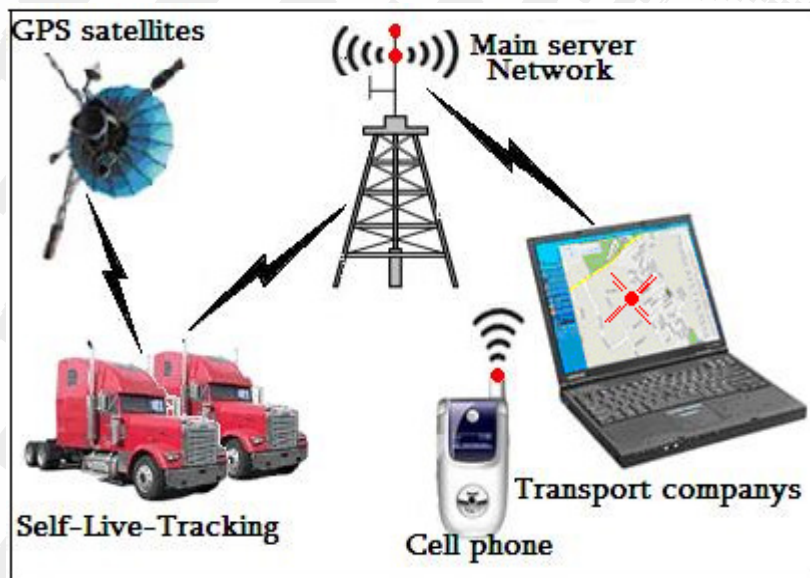 GPS satellites
Main server
Network
Self-Live-Tracking
Cell phone
Transport companys